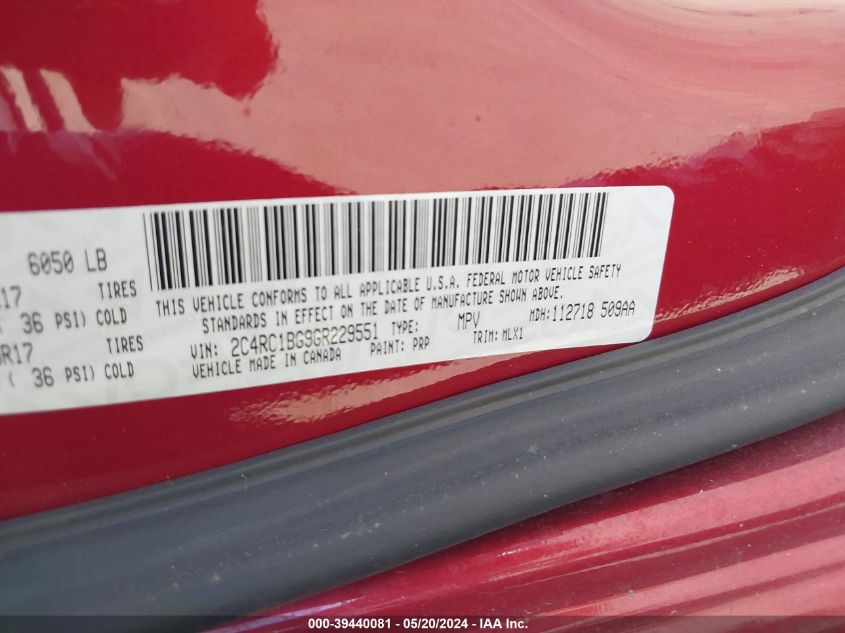 6050 LB
17 TIRES
36 PSI) COLD
R17 TIRES
( 36 PSI) COLD
THIS VEHICLE CONFORMS TO ALL APPLICABLE U.S.A. FEDERAL MOTOR VEHICLE SAFETY
STANDARDS IN EFFECT ON THE DATE OF MANUFACTURE SHOWN ABOVE.
VIN: 2C4RC1BG9GR229551 TYPE: MPV MDH: 112718 509AA
VEHICLE MADE IN CANADA PAINT: PRP TRIM: MLX1
000-39440081 - 05/20/2024 - IAA Inc.